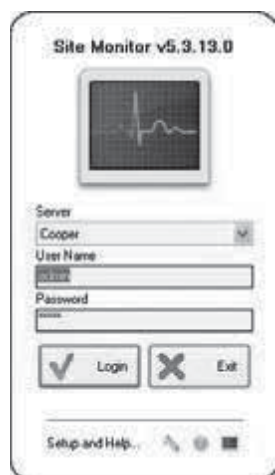 Site Monitor v5.3.13.0
Server
Cooper
User Name
Password
Login
Exit
Setup and Help...